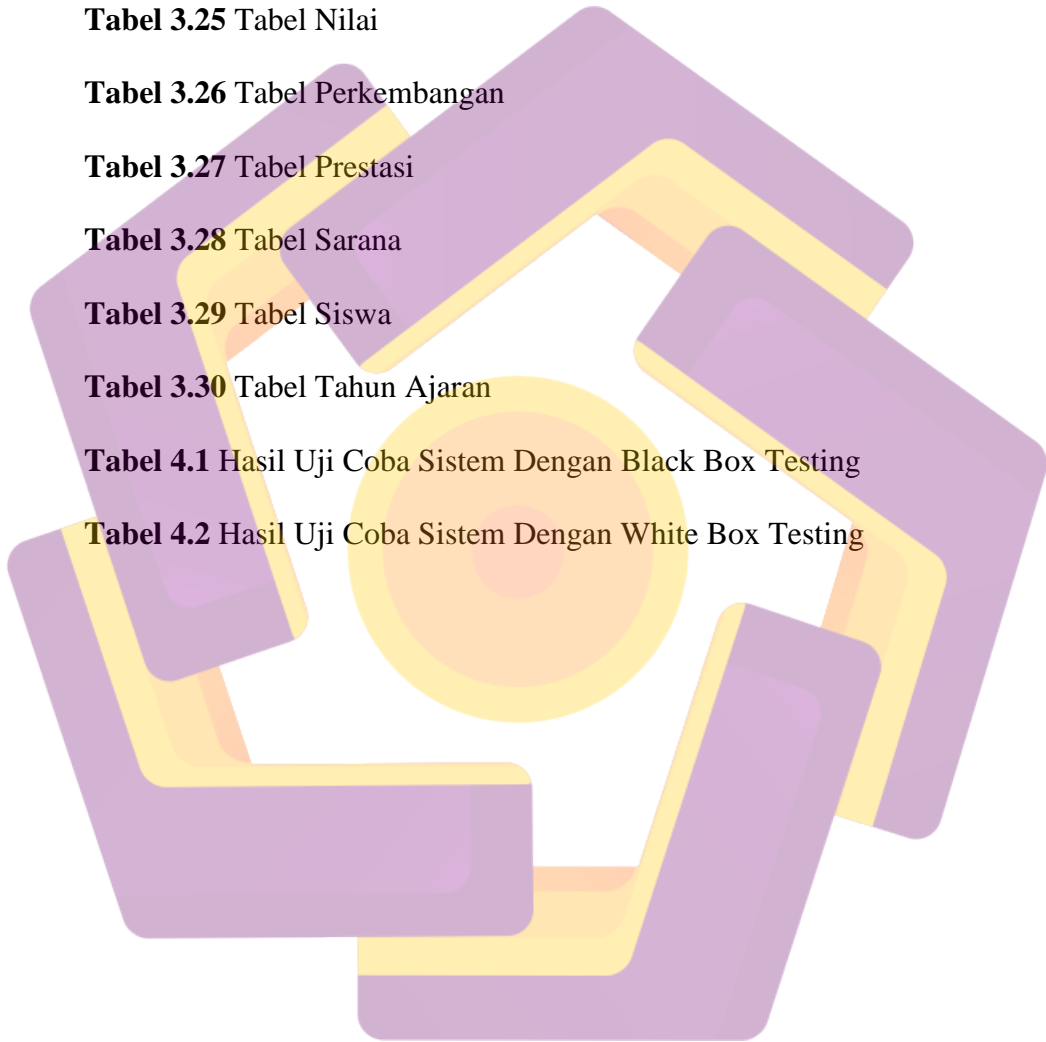 Tabel 3.25 Tabel Nilai
Tabel 3.26 Tabel Perkembangan
Tabel 3.27 Tabel Prestasi
Tabel 3.28 Tabel Sarana
Tabel 3.29 Tabel Siswa
Tabel 3.30 Tabel Tahun Ajaran
Tabel 4.1 Hasil Uji Coba Sistem Dengan Black Box Testing
Tabel 4.2 Hasil Uji Coba Sistem Dengan White Box Testing